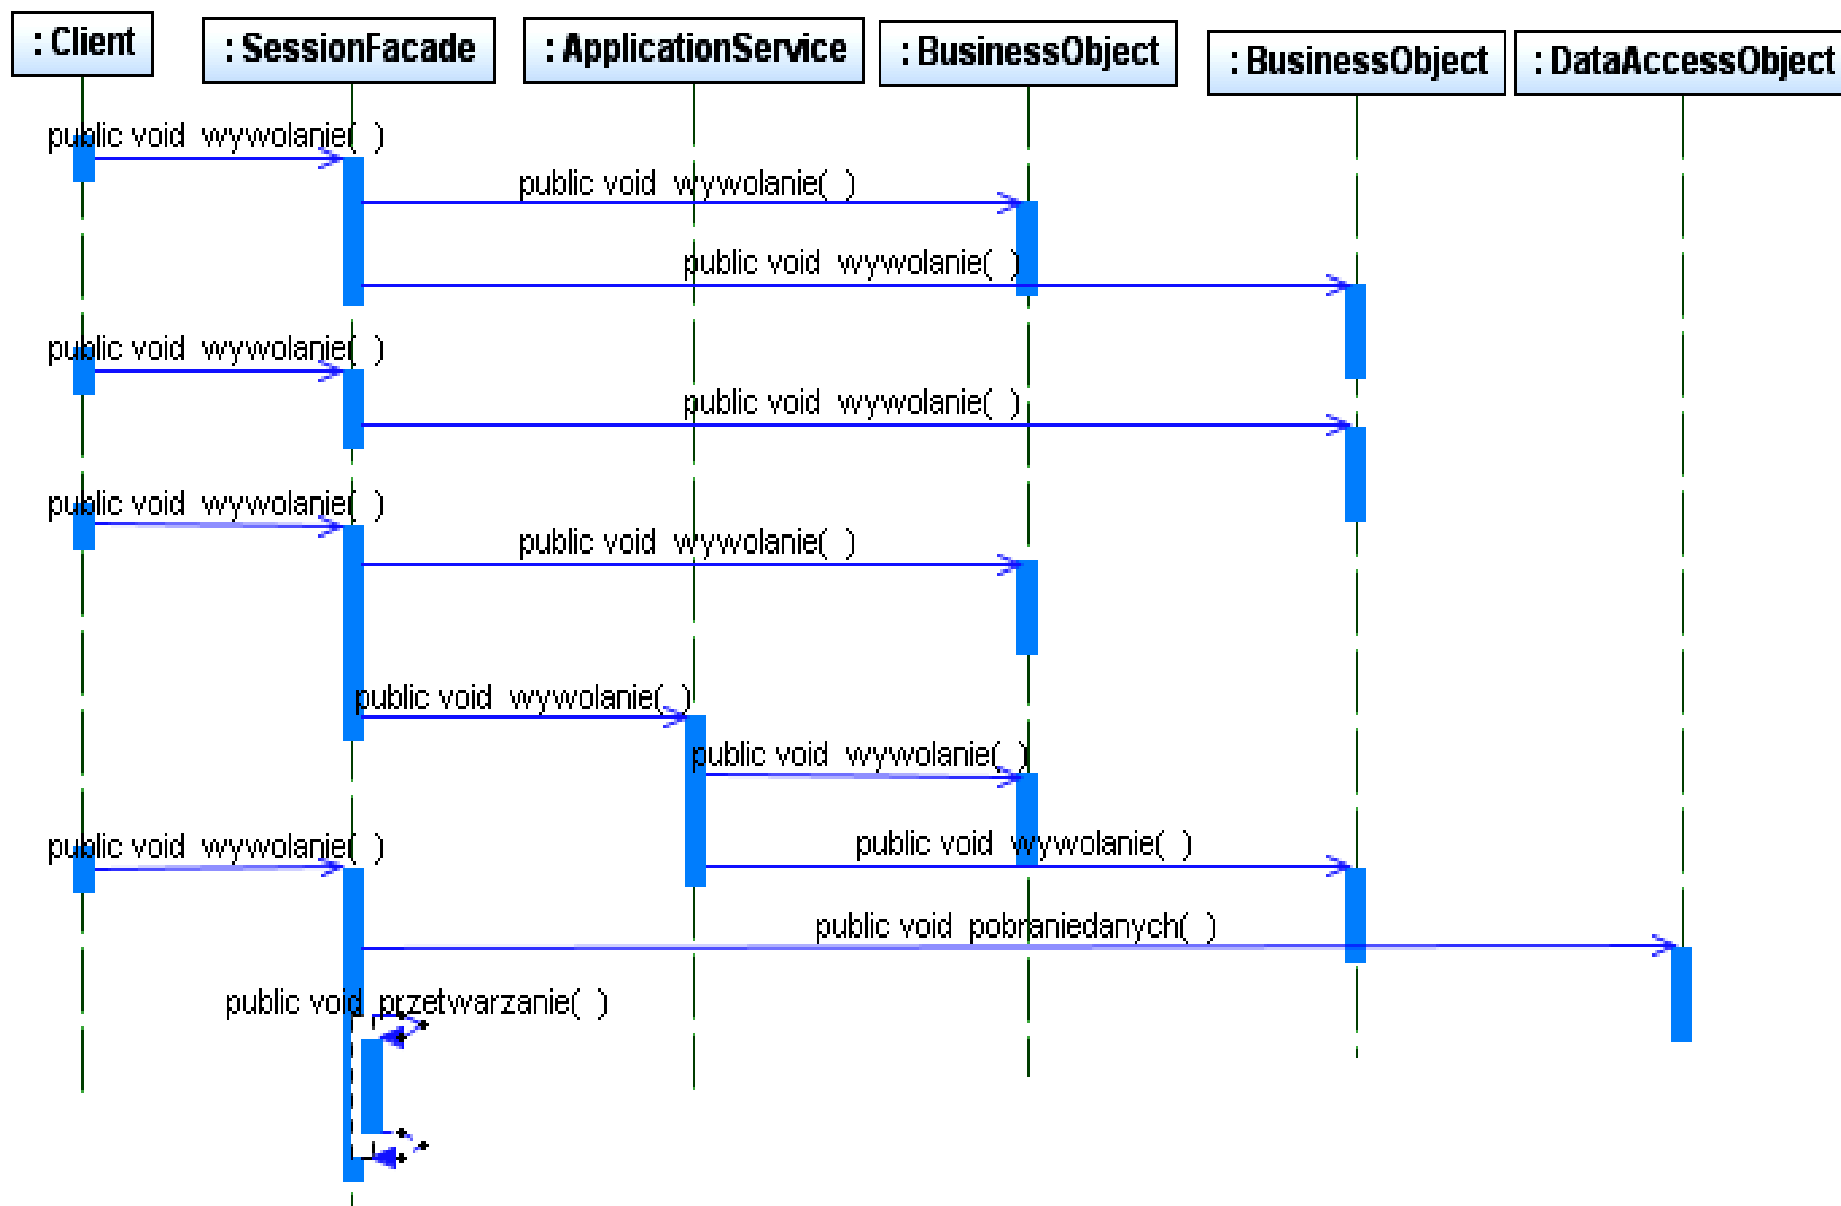 : Client
: SessionFacade
: ApplicationService
: BusinessObject
: BusinessObject
: DataAccessObject
public void wywolanie( )
public void wywolanie( )
public void wywolanie( )
public void wywolanie( )
public void wywolanie( )
public void wywolanie( )
public void wywolanie( )
public void wywolanie( )
public void wywolanie( )
public void wywolanie( )
public void wywolanie( )
public void pobraniedanych( )
public void przetwarzanie( )